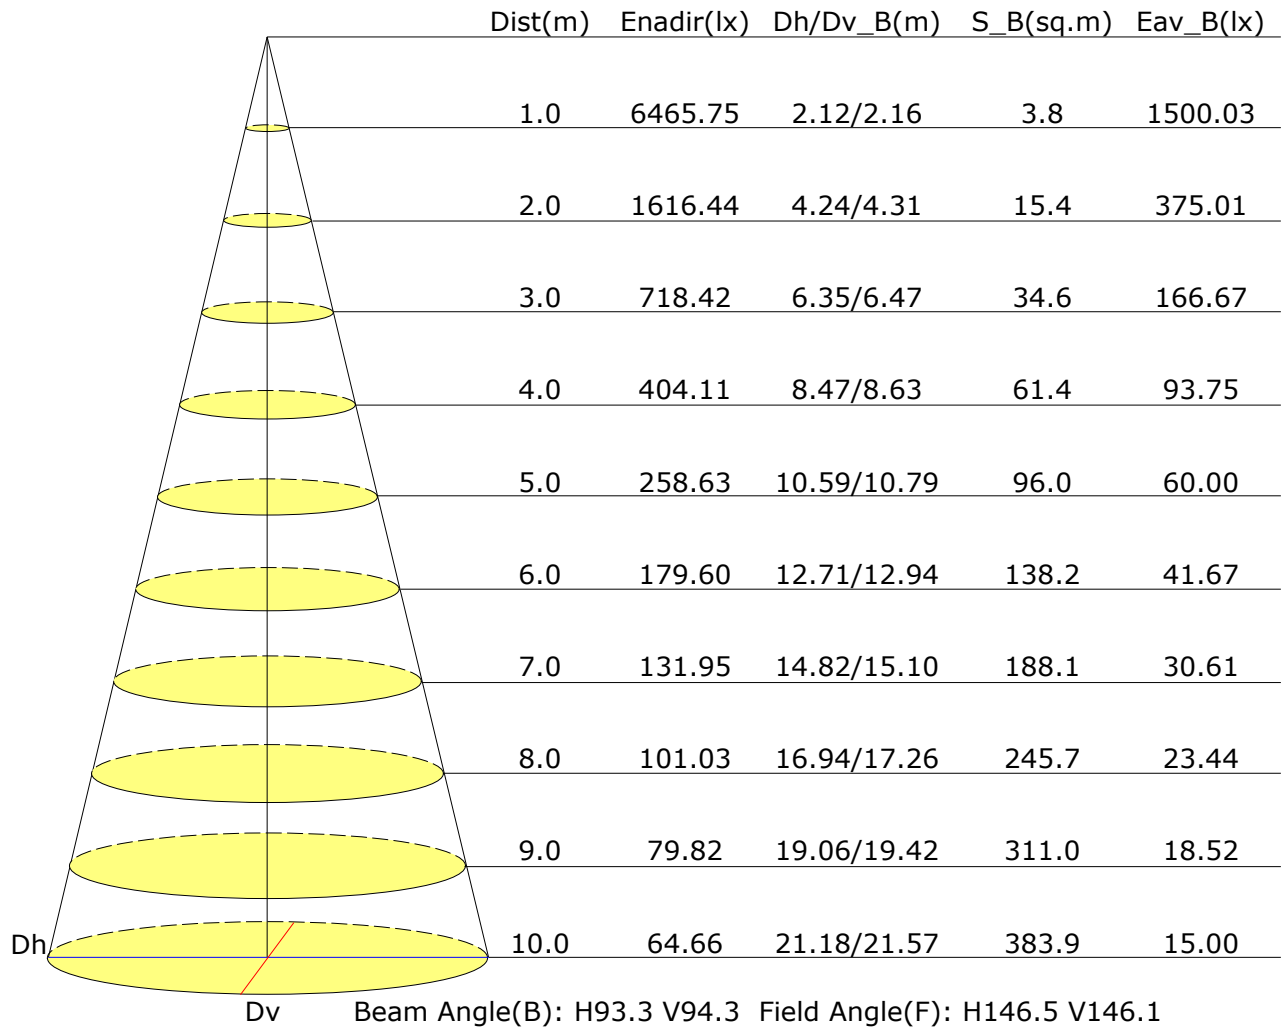 Dist(m) Enadir(lx) Dh/Dv_B(m) S_B(sq.m) Eav_B(lx)
1.0 6465.75 2.12/2.16 3.8 1500.03
2.0 1616.44 4.24/4.31 15.4 375.01
3.0 718.42 6.35/6.47 34.6 166.67
4.0 404.11 8.47/8.63 61.4 93.75
5.0 258.63 10.59/10.79 96.0 60.00
6.0 179.60 12.71/12.94 138.2 41.67
7.0 131.95 14.82/15.10 188.1 30.61
8.0 101.03 16.94/17.26 245.7 23.44
9.0 79.82 19.06/19.42 311.0 18.52
Dh 10.0 64.66 21.18/21.57 383.9 15.00
Dv Beam Angle(B): H93.3 V94.3 Field Angle(F): H146.5 V146.1